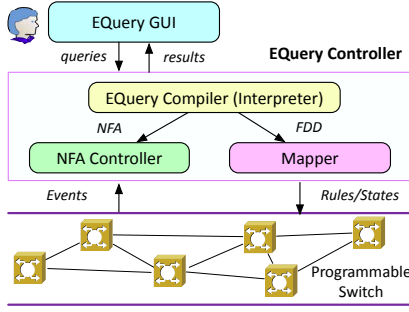 EQuery GUI
queries
results
EQuery Controller
EQuery Compiler (Interpreter)
NFA
FDD
NFA Controller
Mapper
Events
Rules/States
Programmable
Switch